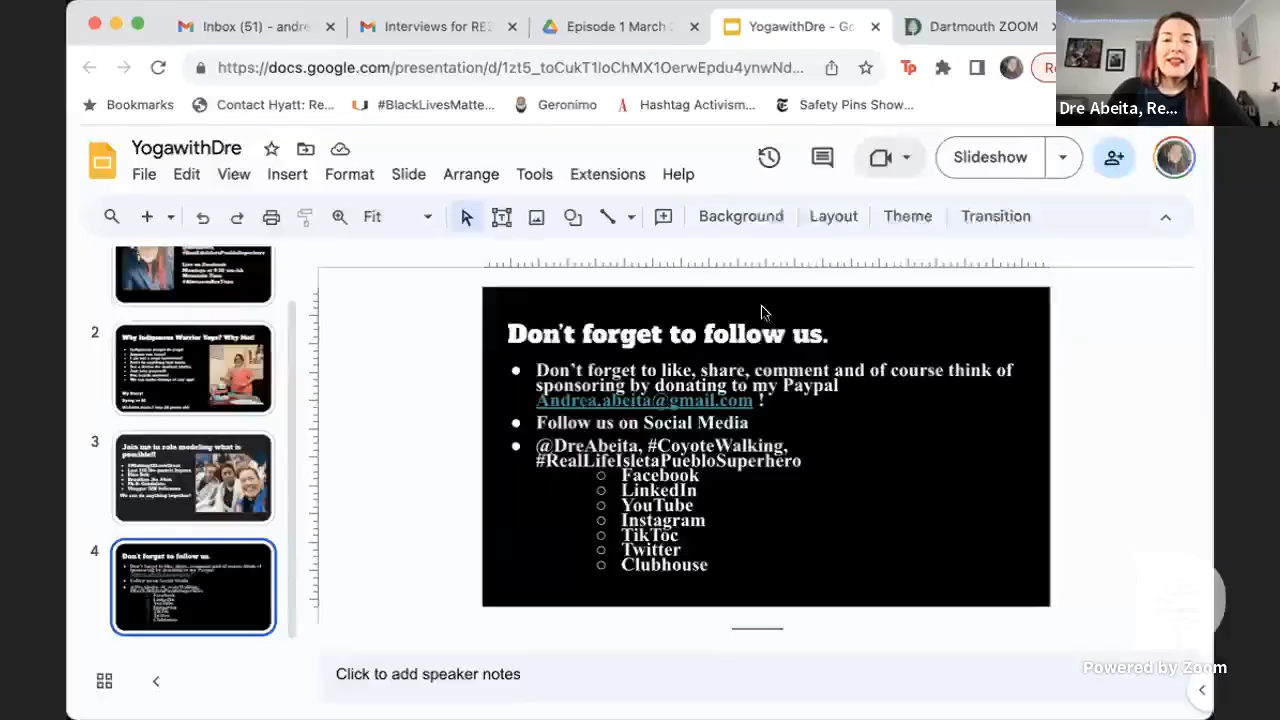 Inbox (51) - andre
Interviews for RE
Episode 1 March
YogawithDre - Go
Dartmouth ZOOM
https://docs.google.com/presentation/d/1zt5_toCukT1loChMX1OerwEpdu4ynwNd...
Bookmarks
Contact Hyatt: Re...
#BlackLivesMatte...
Geronimo
Hashtag Activism...
Safety Pins Show...
Dre Abeita, Re...
YogawithDre
File Edit View Insert Format Slide Arrange Tools Extensions Help
Slideshow
Fit
Background Layout Theme Transition
2
Why Indigenous Warrior Yoga? Why Not!
3
Join me in role modeling what is
possible!!
We can do anything together!
4
Don't forget to follow us.
Don't forget to follow us.
● Don't forget to like, share, comment and of course think of
sponsoring by donating to my Paypal
Andrea.abeita@gmail.com !
● Follow us on Social Media
● @DreAbeita, #CoyoteWalking,
#RealLifeIsletaPuebloSuperhero
○ Facebook
○ LinkedIn
○ YouTube
○ Instagram
○ TikToc
○ Twitter
○ Clubhouse
Click to add speaker notes
Powered by Zoom